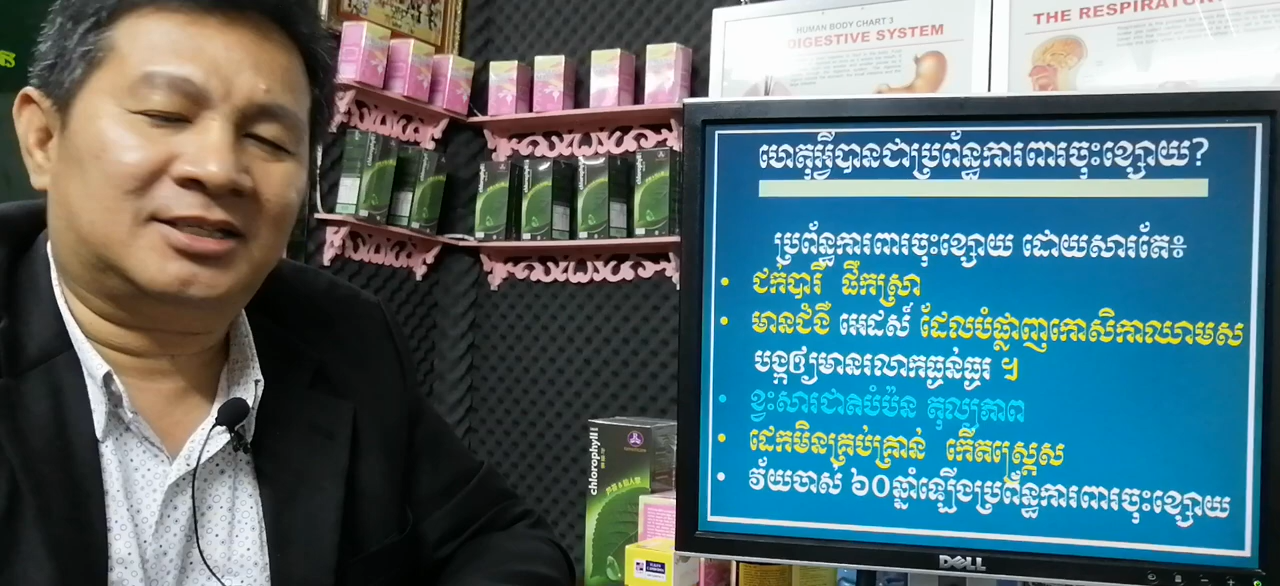 HUMAN BODY CHART 3
DIGESTIVE SYSTEM
THE RESPIRATOR
ហេតុអ្វីបានជាប្រព័ន្ធការពារចុះខ្សោយ?
ប្រព័ន្ធការពារចុះខ្សោយ ដោយសារតែ៖
• ជក់បារី ផឹកស្រា
• មានជំងឺ អេដស៍ ដែលបំផ្លាញកោសិកាឈាមស
បង្កឲ្យមានរលាកធ្ងន់ធ្ងរ ។
• ខ្វះសារជាតិបំប៉ន តុល្យភាព
• ដេកមិនគ្រប់គ្រាន់ កើតស្ត្រេស
• វ័យចាស់ ៦០ឆ្នាំឡើងប្រព័ន្ធការពារចុះខ្សោយ
chlorophyll
DELL